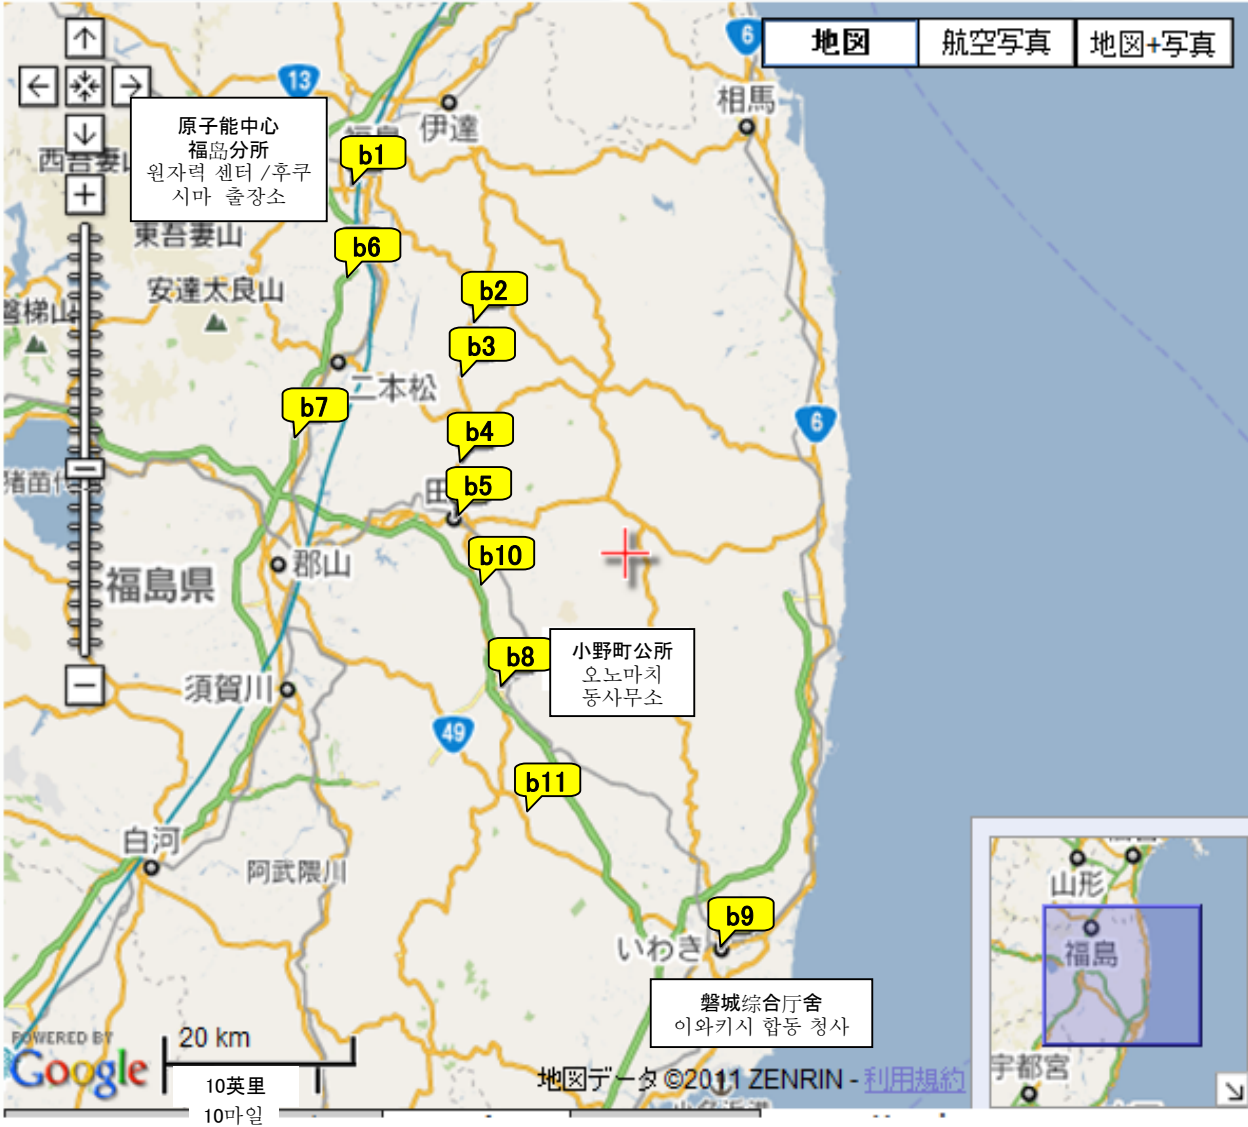 地図
航空写真
地図+写真
6
13
相馬
伊達
原子能中心
福岛分所
원자력 센터 /후쿠
시마 출장소
b1
東吾妻山
b6
安達太良山
b2
磐梯山
b3
二本松
b7
6
b4
b5
b10
郡山
福島県
b8
小野町公所
오노마치
동사무소
須賀川
49
b11
白河
阿武隈川
山形
b9
福島
いわき
磐城综合厅舍
이와키시 합동 청사
POWERED BY
Google
20 km
10英里
10마일
地図データ ©2011 ZENRIN - 利用規約
宇都宮